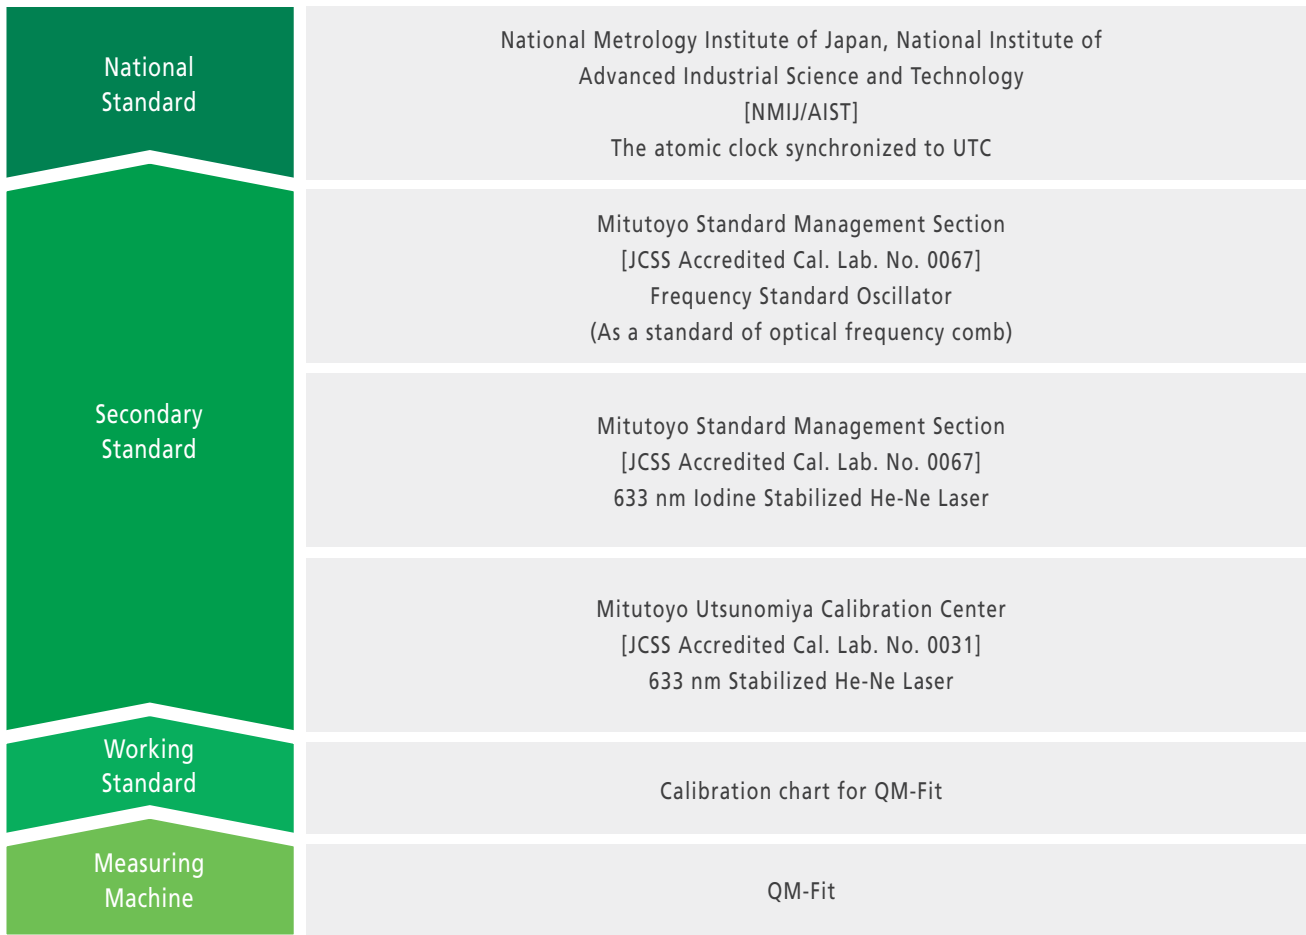 National
Standard
National Metrology Institute of Japan, National Institute of
Advanced Industrial Science and Technology
[NMIJ/AIST]
The atomic clock synchronized to UTC
Secondary
Standard
Mitutoyo Standard Management Section
[JCSS Accredited Cal. Lab. No. 0067]
Frequency Standard Oscillator
(As a standard of optical frequency comb)
Mitutoyo Standard Management Section
[JCSS Accredited Cal. Lab. No. 0067]
633 nm Iodine Stabilized He-Ne Laser
Mitutoyo Utsunomiya Calibration Center
[JCSS Accredited Cal. Lab. No. 0031]
633 nm Stabilized He-Ne Laser
Working
Standard
Calibration chart for QM-Fit
Measuring
Machine
QM-Fit